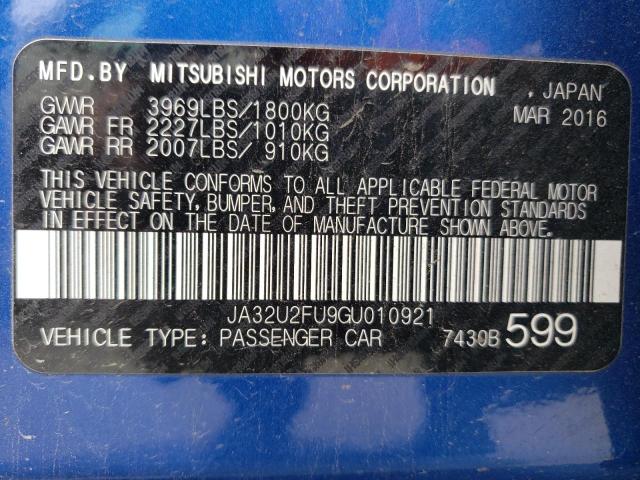 MFD.BY MITSUBISHI MOTORS CORPORATION , JAPAN
GVWR 3969LBS/1800KG MAR 2016
GAWR FR 2227LBS/1010KG
GAWR RR 2007LBS/ 910KG
THIS VEHICLE CONFORMS TO ALL APPLICABLE FEDERAL MOTOR
VEHICLE SAFETY, BUMPER, AND THEFT PREVENTION STANDARDS
IN EFFECT ON THE DATE OF MANUFACTURE SHOWN ABOVE.
JA32U2FU9GU010921
VEHICLE TYPE: PASSENGER CAR 7430B 599